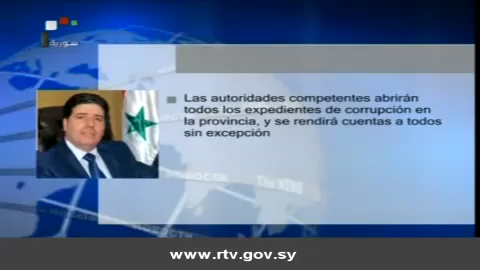 سورية
Las autoridades competentes abrirán
todos los expedientes de corrupción en
la provincia, y se rendirá cuentas a todos
sin excepción
www.rtv.gov.sy